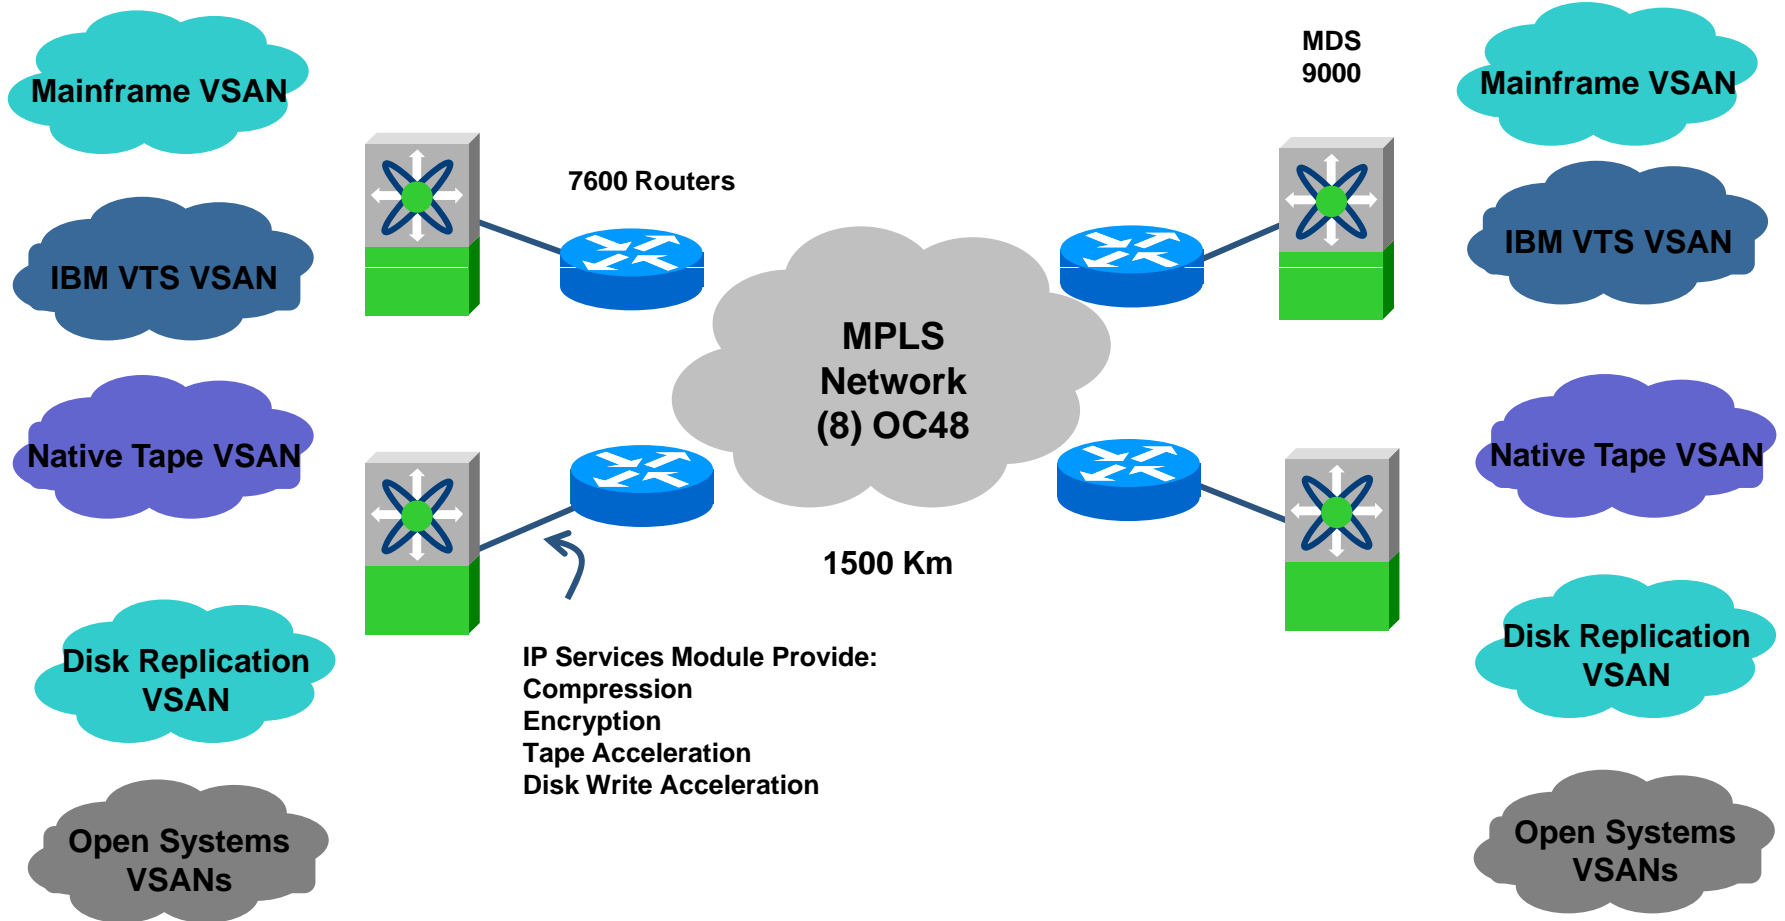 Mainframe VSAN
IBM VTS VSAN
Native Tape VSAN
Disk Replication
VSAN
Open Systems
VSANs
7600 Routers
MPLS
Network
(8) OC48
1500 Km
IP Services Module Provide:
Compression
Encryption
Tape Acceleration
Disk Write Acceleration
MDS
9000
Mainframe VSAN
IBM VTS VSAN
Native Tape VSAN
Disk Replication
VSAN
Open Systems
VSANs